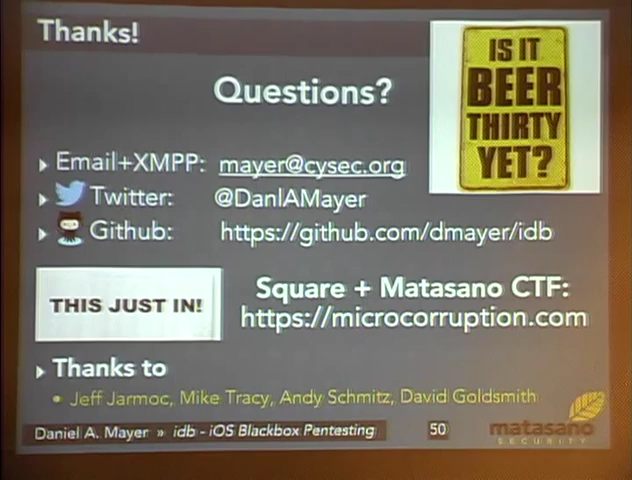 Thanks!
IS IT
BEER
THIRTY
YET?
Questions?
Email+XMPP: mayer@cysec.org
Twitter: @DanlAMayer
Github: https://github.com/dmayer/idb
THIS JUST IN!
Square + Matasano CTF:
https://microcorruption.com
Thanks to
Jeff Jarmoc, Mike Tracy, Andy Schmitz, David Goldsmith
Daniel A. Mayer » idb - iOS Blackbox Pentesting
50
matasano
SECURITY